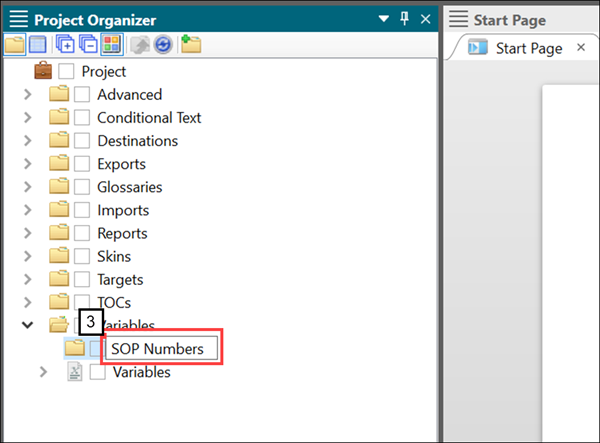 Project Organizer
Start Page
Start Page
Project
Advanced
Conditional Text
Destinations
Exports
Glossaries
Imports
Reports
Skins
Targets
TOCs
3
Variables
SOP Numbers
Variables